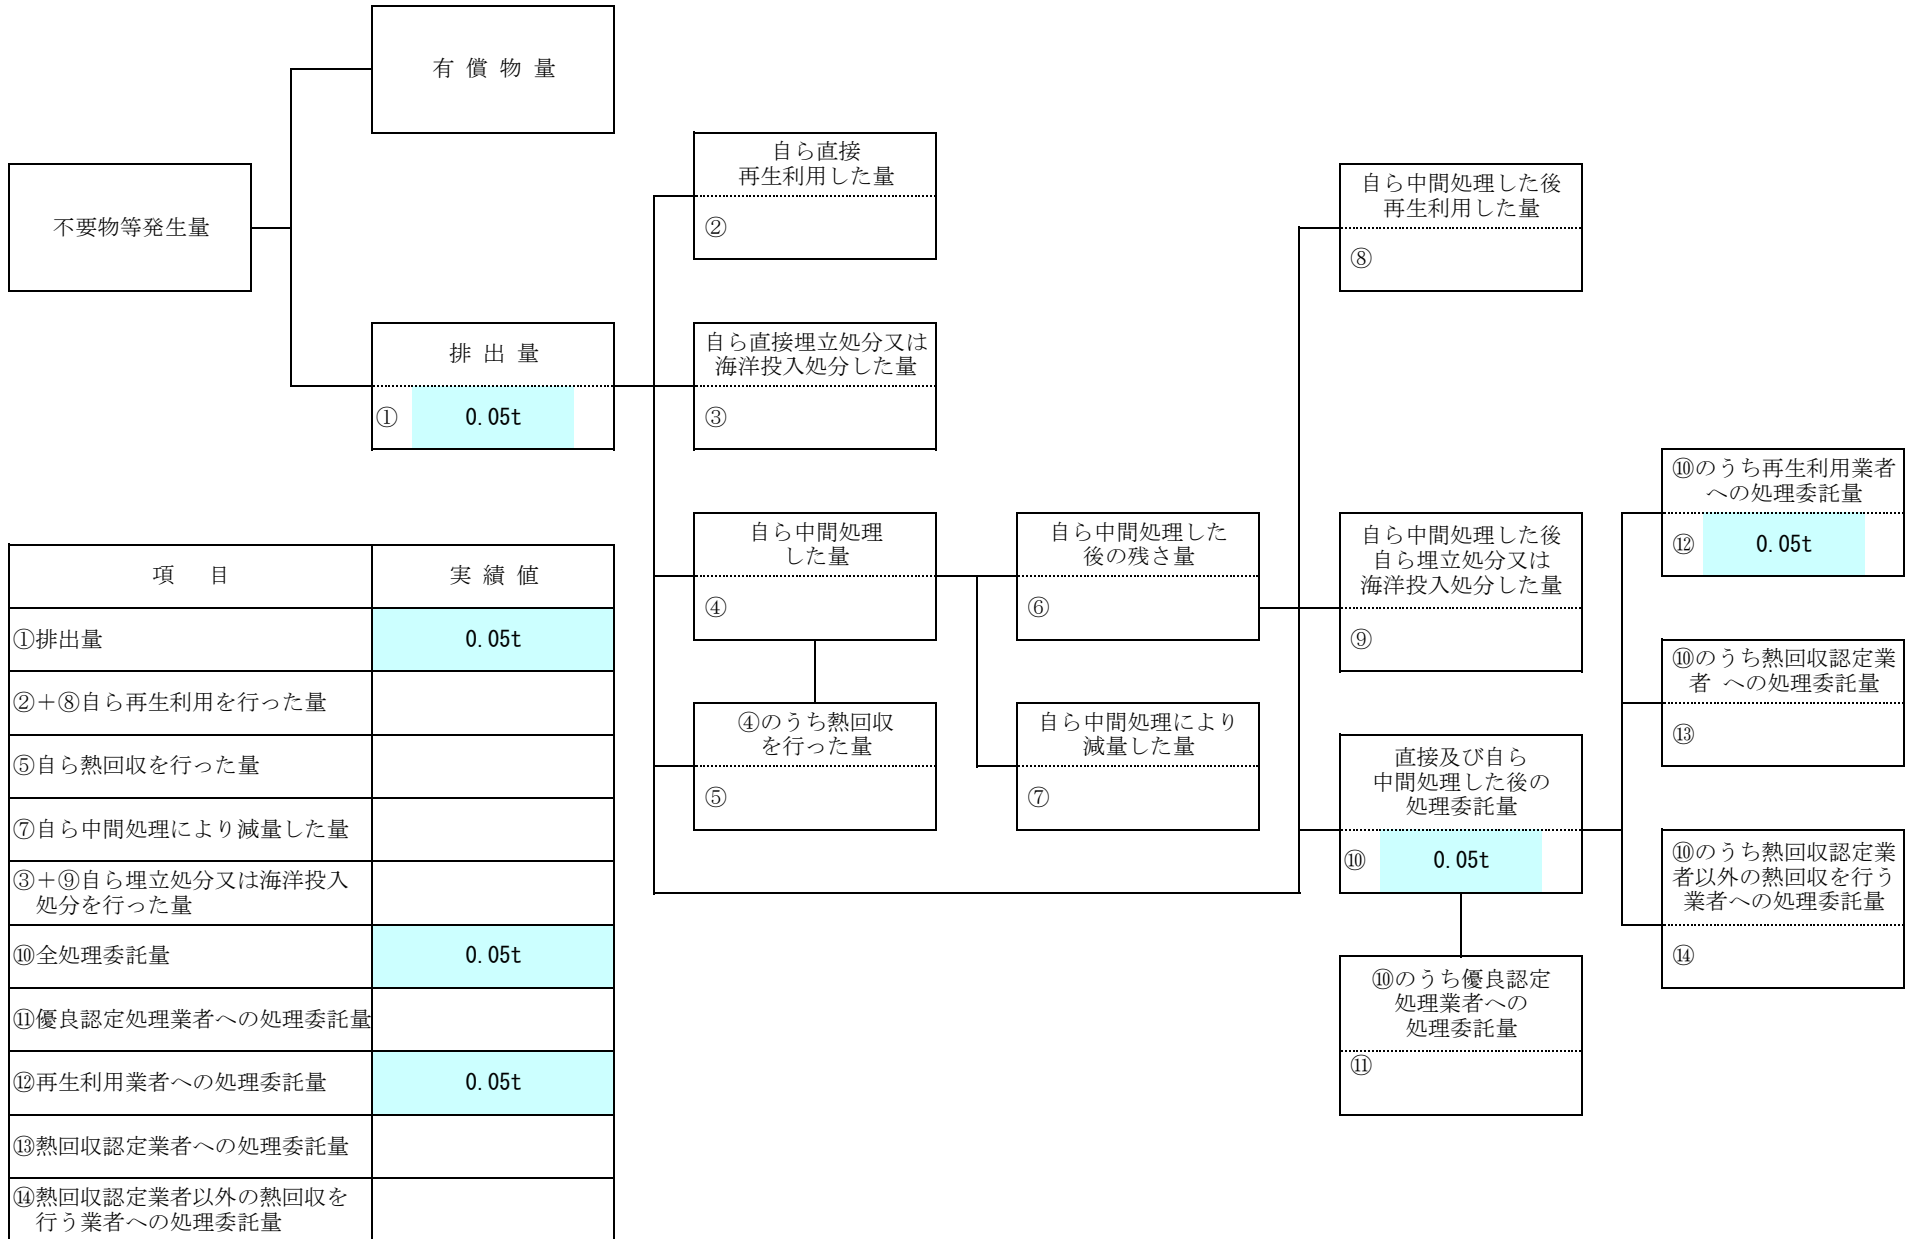 有 償 物 量
不要物等発生量
排 出 量
① 0.05t
自ら直接
再生利用した量
②
自ら直接埋立処分又は
海洋投入処分した量
③
自ら中間処理
した量
④
④のうち熱回収
を行った量
⑤
自ら中間処理した
後の残さ量
⑥
自ら中間処理により
減量した量
⑦
自ら中間処理した後
再生利用した量
⑧
自ら中間処理した後
自ら埋立処分又は
海洋投入処分した量
⑨
直接及び自ら
中間処理した後の
処理委託量
⑩ 0.05t
⑩のうち優良認定
処理業者への
処理委託量
⑪
⑩のうち再生利用業者
への処理委託量
⑫ 0.05t
⑩のうち熱回収認定業
者 への処理委託量
⑬
⑩のうち熱回収認定業
者以外の熱回収を行う
業者への処理委託量
⑭
項 目 実 績 値
①排出量 0.05t
②＋⑧自ら再生利用を行った量
⑤自ら熱回収を行った量
⑦自ら中間処理により減量した量
③＋⑨自ら埋立処分又は海洋投入
処分を行った量
⑩全処理委託量 0.05t
⑪優良認定処理業者への処理委託量
⑫再生利用業者への処理委託量 0.05t
⑬熱回収認定業者への処理委託量
⑭熱回収認定業者以外の熱回収を
行う業者への処理委託量